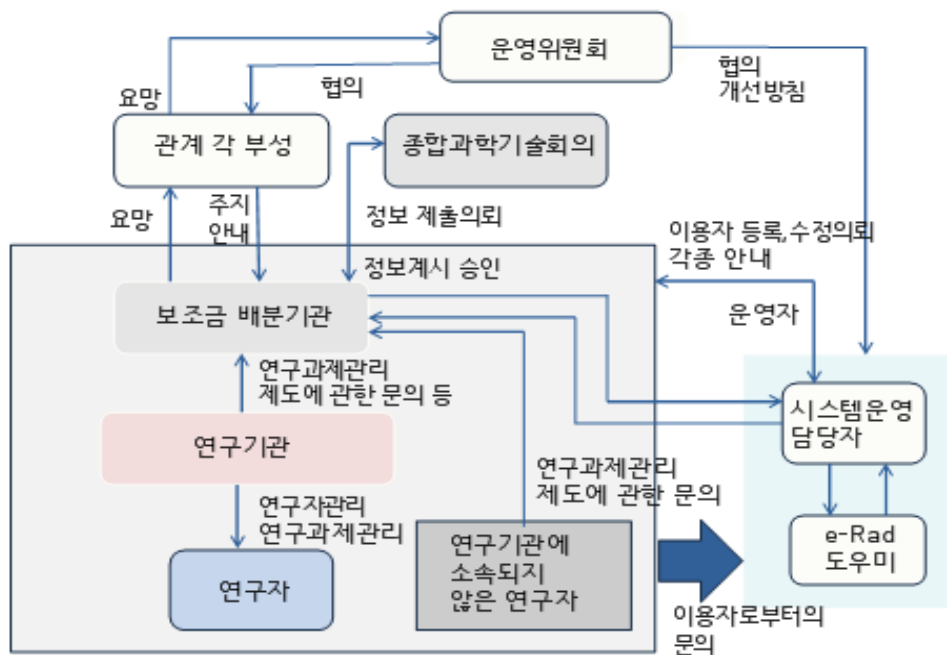 운영위원회
협의
개선방침
협의
요망
관계 각 부성
종합과학기술회의
요망
주지
안내
정보 제출의뢰
이용자 등록,수정의뢰
각종 안내
정보계시 승인
보조금 배분기관
운영자
연구과제관리
제도에 관한 문의 등
시스템운영
담당자
연구기관
연구과제관리
제도에 관한 문의
연구자관리
연구과제관리
연구기관에
소속되지
않은 연구자
e-Rad
도우미
연구자
이용자로부터의
문의